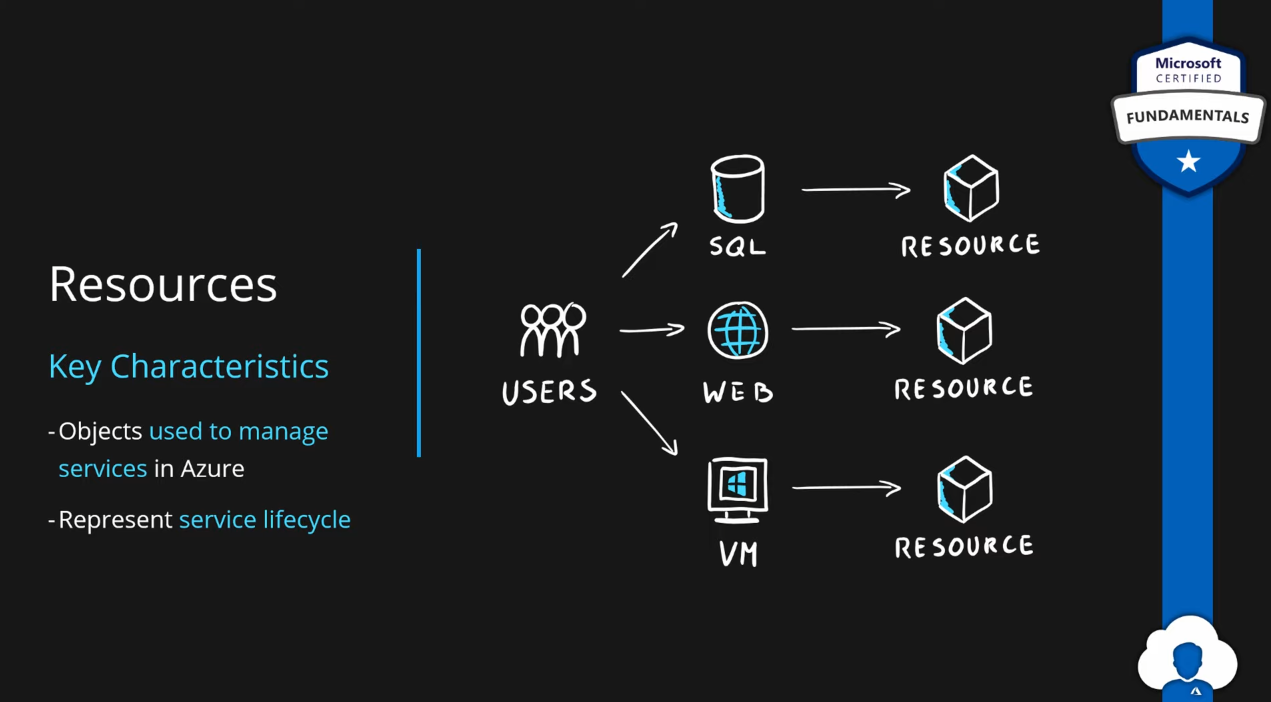 Resources
Key Characteristics
-Objects used to manage
services in Azure
-Represent service lifecycle
USERS
SQL
RESOURCE
WEB
RESOURCE
VM
RESOURCE
Microsoft
CERTIFIED
FUNDAMENTALS